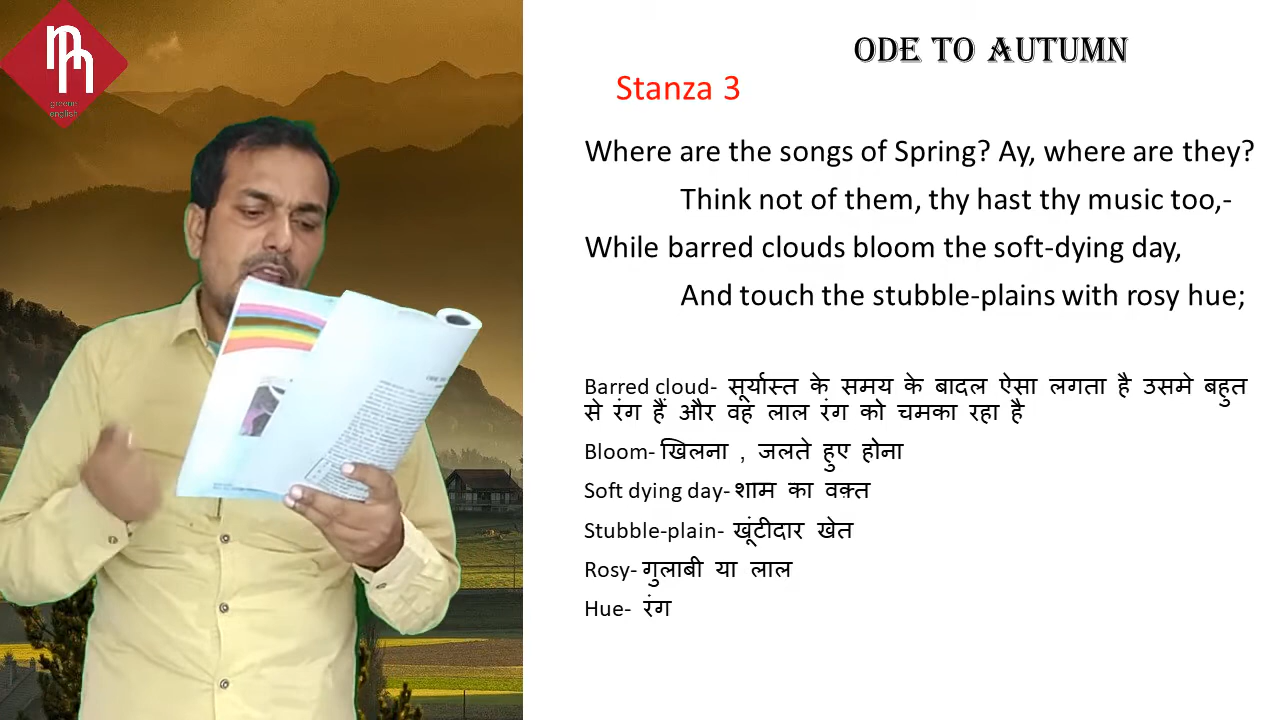 greene
english
ODE TO AUTUMN
Stanza 3
Where are the songs of Spring? Ay, where are they?
Think not of them, thy hast thy music too,-
While barred clouds bloom the soft-dying day,
And touch the stubble-plains with rosy hue;
Barred cloud- सूर्यास्त के समय के बादल ऐसा लगता है उसमे बहुत
से रंग हैं और वह लाल रंग को चमका रहा है
Bloom- खिलना , जलते हुए होना
Soft dying day- शाम का वक़्त
Stubble-plain- खूंटीदार खेत
Rosy- गुलाबी या लाल
Hue- रंग